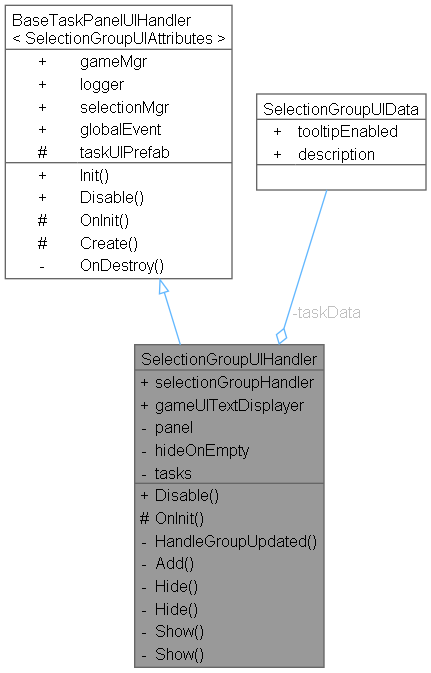 BaseTaskPanelUIHandler
< SelectionGroupUIAttributes >
+ gameMgr
+ logger
+ selectionMgr
+ globalEvent
# taskUIPrefab
+ Init()
+ Disable()
# OnInit()
# Create()
- OnDestroy()
SelectionGroupUIData
+ tooltipEnabled
+ description
-taskData
SelectionGroupUIHandler
+ selectionGroupHandler
+ gameUITextDisplayer
- panel
- hideOnEmpty
- tasks
+ Disable()
# OnInit()
- HandleGroupUpdated()
- Add()
- Hide()
- Hide()
- Show()
- Show()